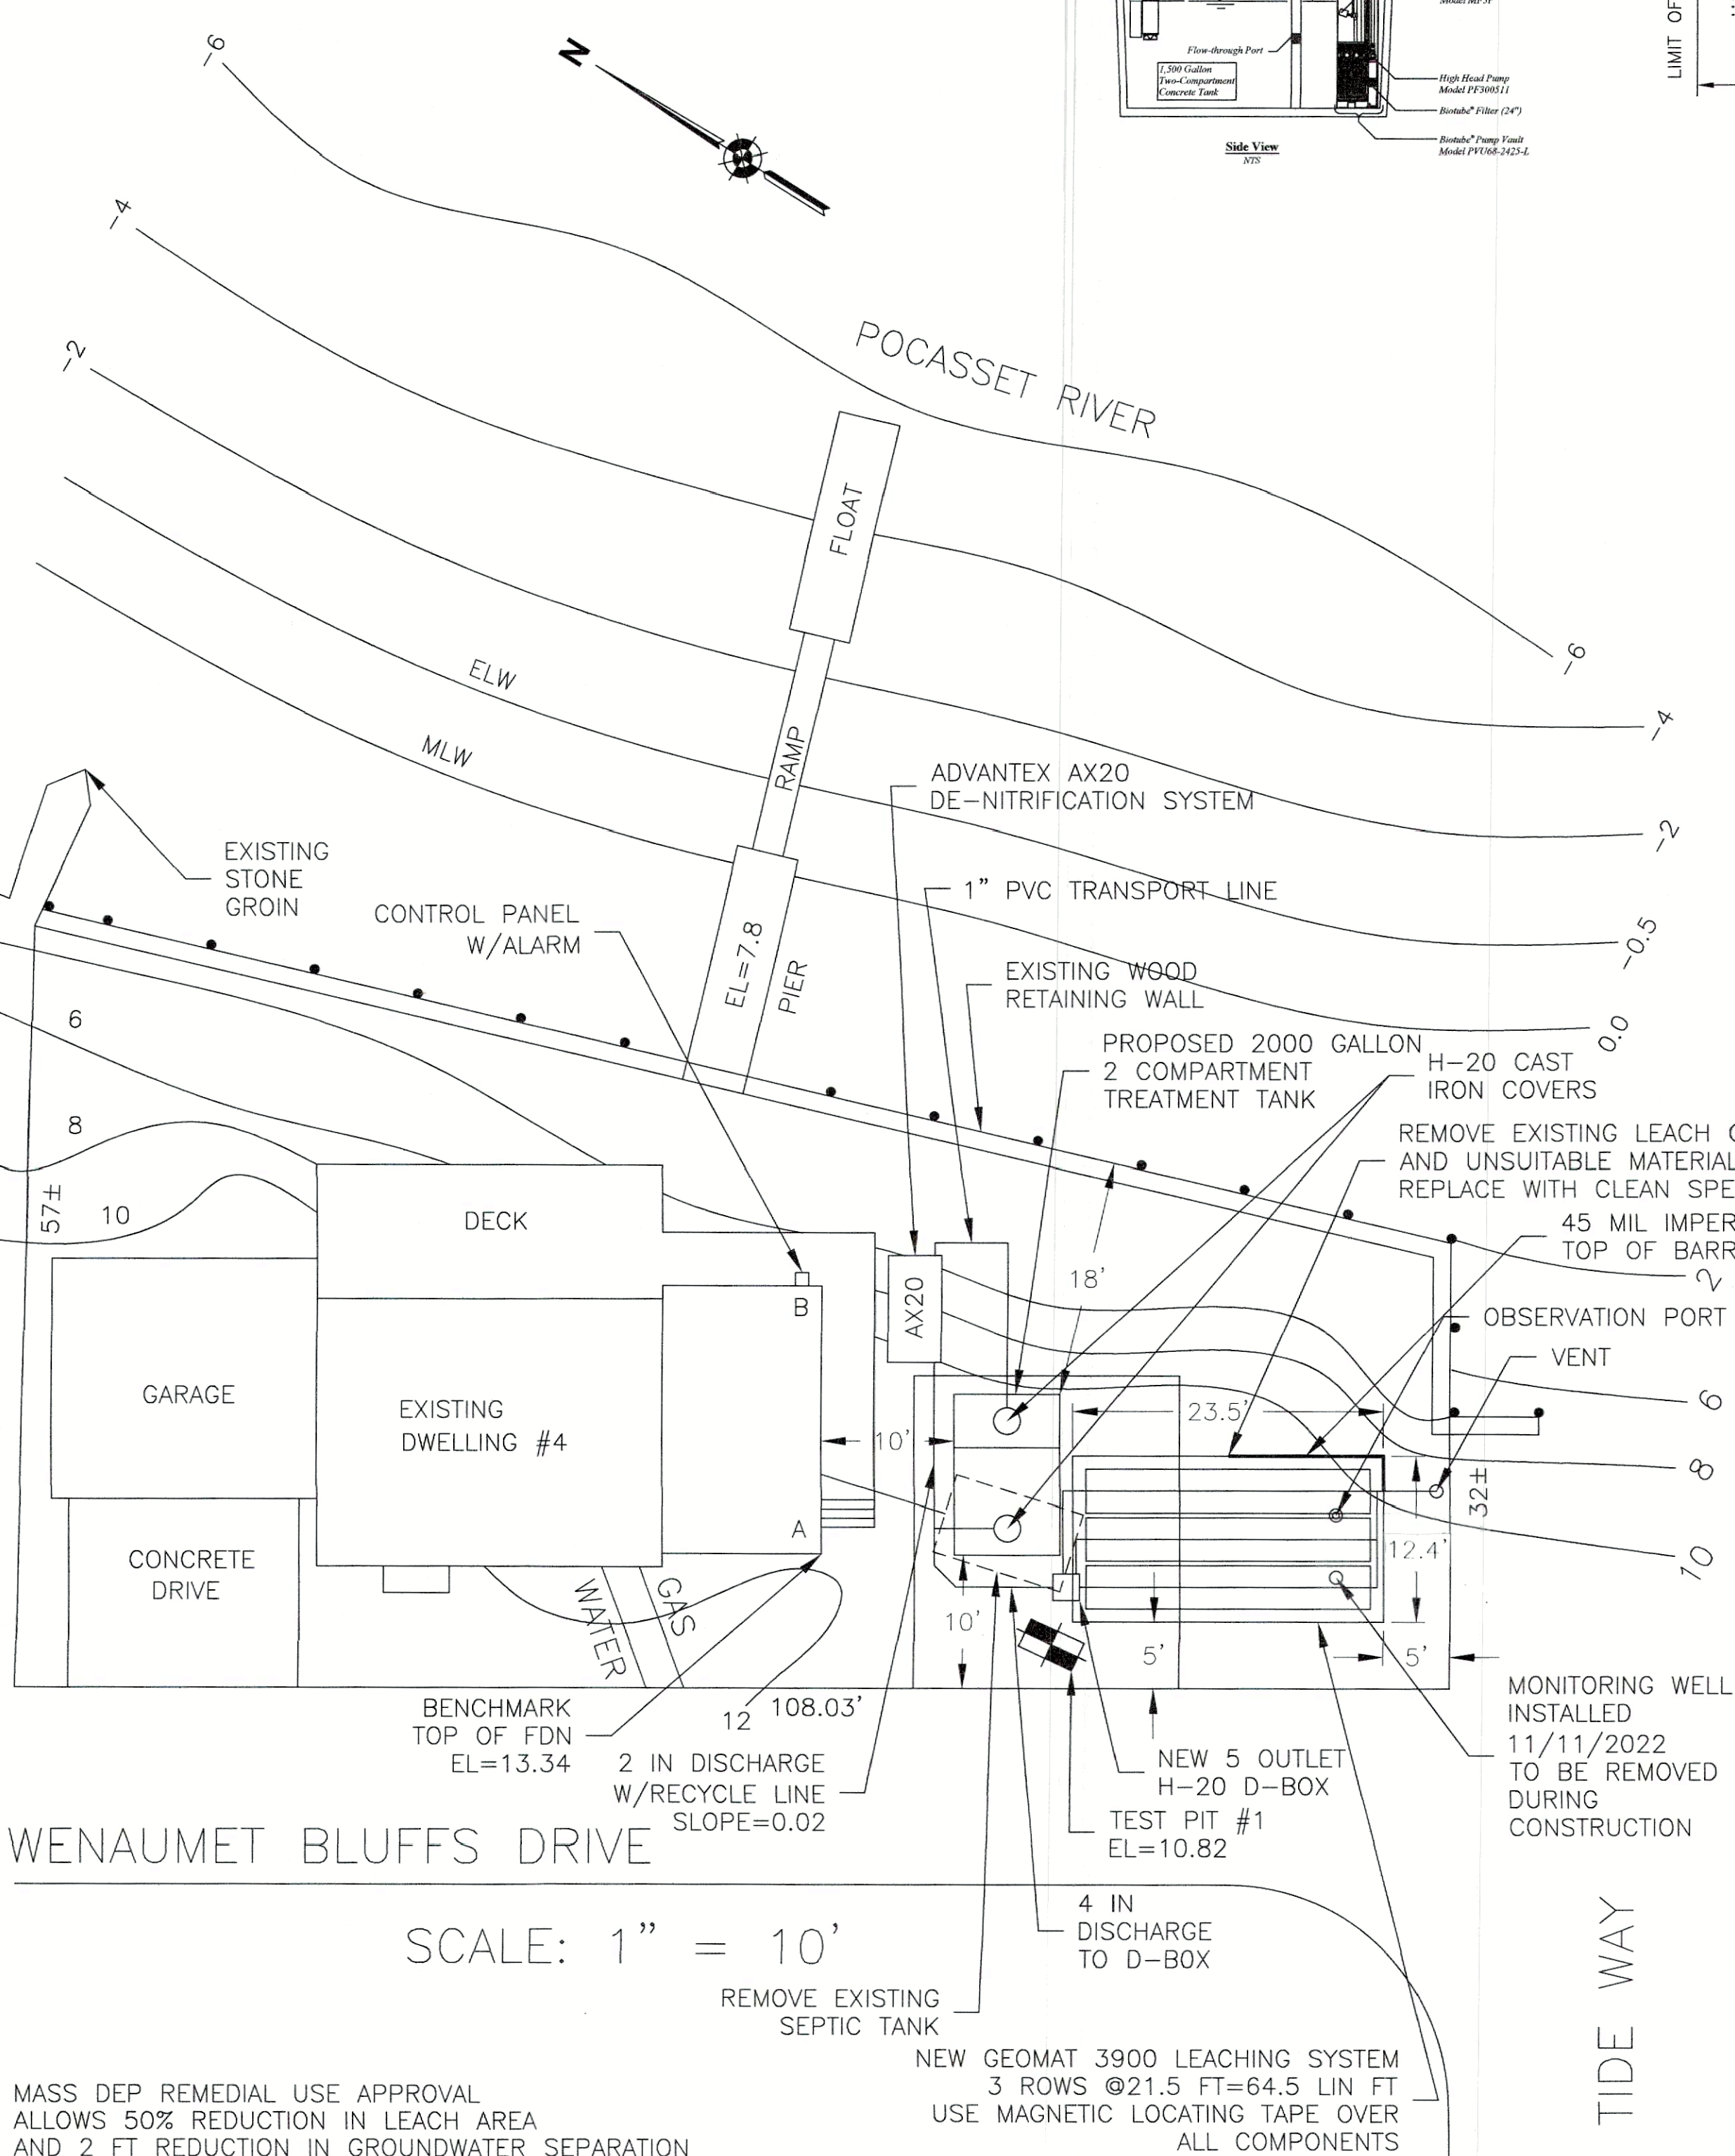 Model MP3P
Flow-through Port
1,500 Gallon
Two-Compartment
Concrete Tank
High Head Pump
Model PF300511
Biotube® Filter (24")
Biotube® Pump Vault
Model PVU68-2425-L
Side View
NTS
LIMIT OF
N
-6
-4
-2
POCASSET RIVER
FLOAT
RAMP
ELW
MLW
-6
-4
-2
-0.5
0.0
ADVANTEX AX20
DE-NITRIFICATION SYSTEM
1" PVC TRANSPORT LINE
EXISTING
STONE
GROIN
CONTROL PANEL
W/ALARM
EL=7.8
PIER
EXISTING WOOD
RETAINING WALL
PROPOSED 2000 GALLON
2 COMPARTMENT
TREATMENT TANK
H-20 CAST
IRON COVERS
REMOVE EXISTING LEACH
AND UNSUITABLE MATERIAL
REPLACE WITH CLEAN
45 MIL
TOP OF
OBSERVATION PORT
VENT
6
8
10
57±
DECK
B
AX20
18'
2
6
8
10
GARAGE
EXISTING
DWELLING #4
10'
23.5'
32±
12.4'
A
CONCRETE
DRIVE
WATER
GAS
10'
5'
5'
BENCHMARK
TOP OF FDN
EL=13.34
12
108.03'
2 IN DISCHARGE
W/RECYCLE LINE
SLOPE=0.02
NEW 5 OUTLET
H-20 D-BOX
TEST PIT #1
EL=10.82
MONITORING WELL
INSTALLED
11/11/2022
TO BE REMOVED
DURING
CONSTRUCTION
WENAUMET BLUFFS DRIVE
SCALE: 1" = 10'
4 IN
DISCHARGE
TO D-BOX
REMOVE EXISTING
SEPTIC TANK
TIDE WAY
NEW GEOMAT 3900 LEACHING SYSTEM
3 ROWS @21.5 FT=64.5 LIN FT
USE MAGNETIC LOCATING TAPE OVER
ALL COMPONENTS
MASS DEP REMEDIAL USE APPROVAL
ALLOWS 50% REDUCTION IN LEACH AREA
AND 2 FT REDUCTION IN GROUNDWATER SEPARATION